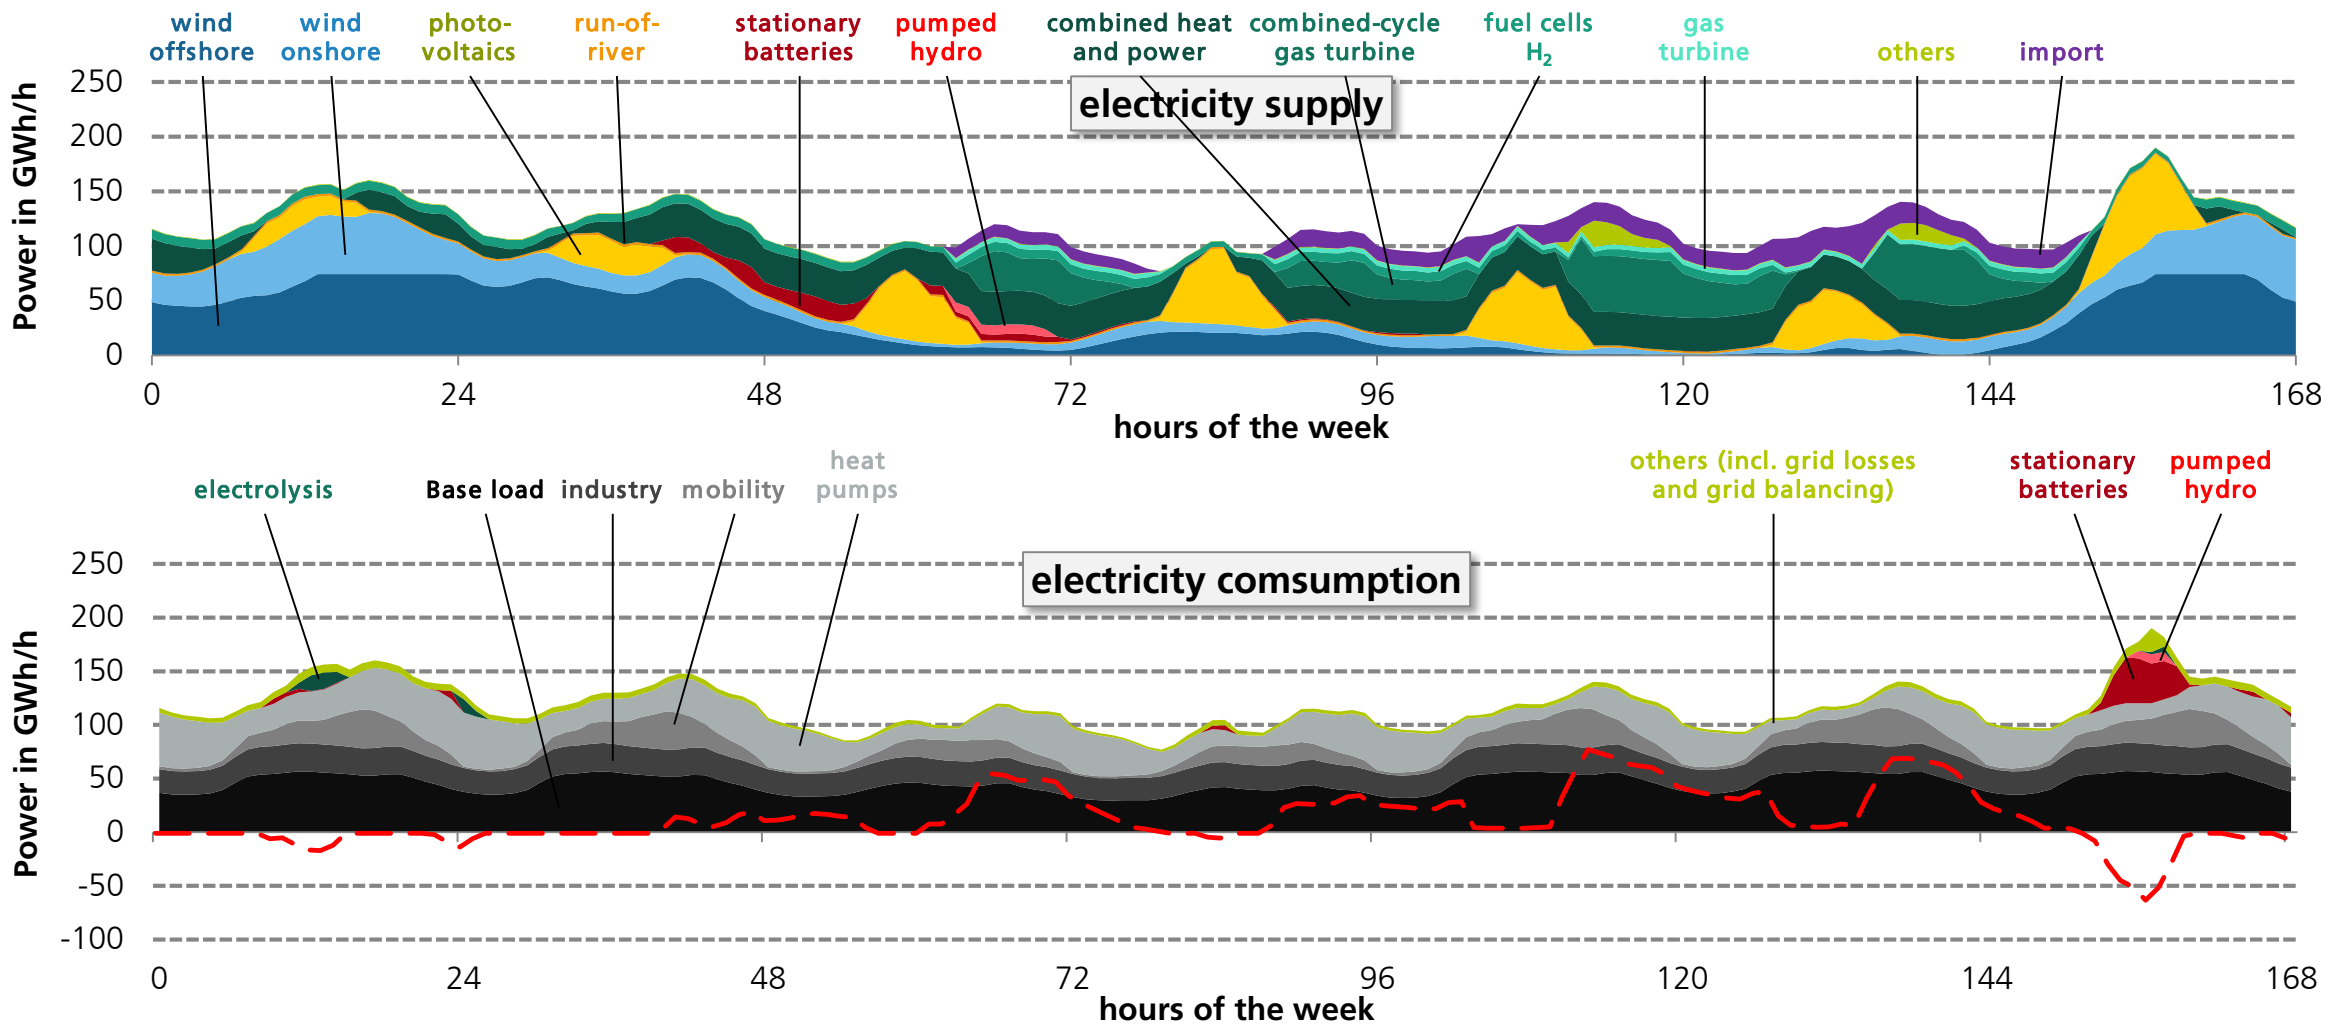 wind offshore
wind onshore
photo-voltaics
run-of-river
stationary batteries
pumped hydro
combined heat and power
combined-cycle gas turbine
fuel cells H₂
gas turbine
others
import
electricity supply
Power in GWh/h
250
200
150
100
50
0
0 24 48 72 96 120 144 168
hours of the week
electrolysis
Base load
industry
mobility
heat pumps
others (incl. grid losses and grid balancing)
stationary batteries
pumped hydro
electricity comsumption
Power in GWh/h
250
200
150
100
50
0
-50
-100
0 24 48 72 96 120 144 168
hours of the week